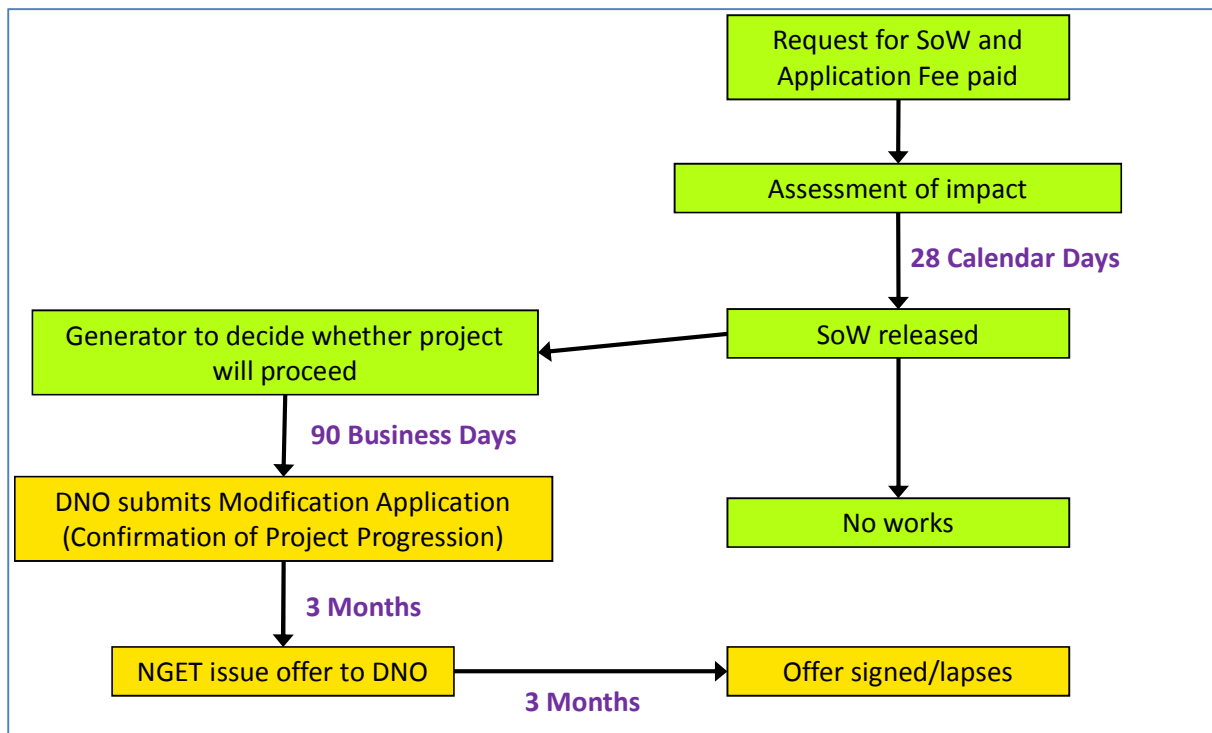 Request for SoW and
Application Fee paid
Assessment of impact
28 Calendar Days
SoW released
Generator to decide whether project
will proceed
90 Business Days
DNO submits Modification Application
(Confirmation of Project Progression)
No works
3 Months
NGET issue offer to DNO
3 Months
Offer signed/lapses